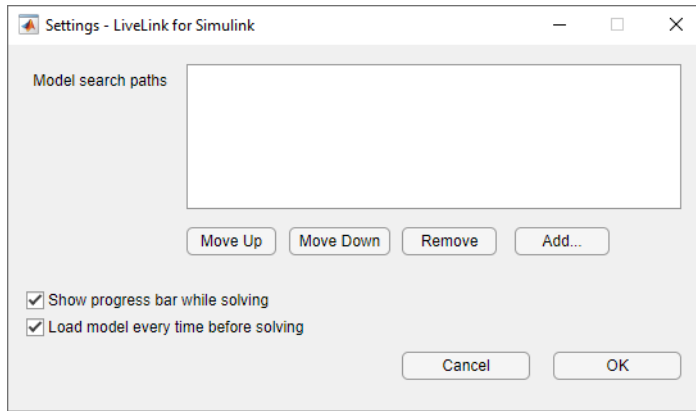 Settings - LiveLink for Simulink
Model search paths
Move Up Move Down Remove Add...
Show progress bar while solving
Load model every time before solving
Cancel OK